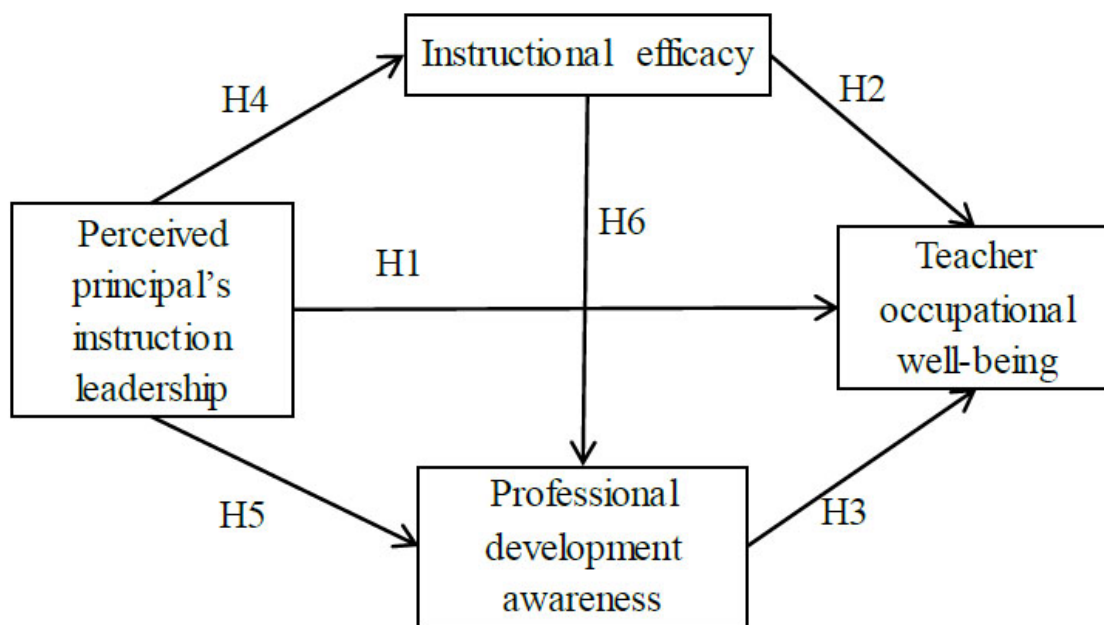 Instructional efficacy
H4
H2
Perceived
principal’s
instruction
leadership
H1
H6
Teacher
occupational
well-being
H5
Professional
development
awareness
H3